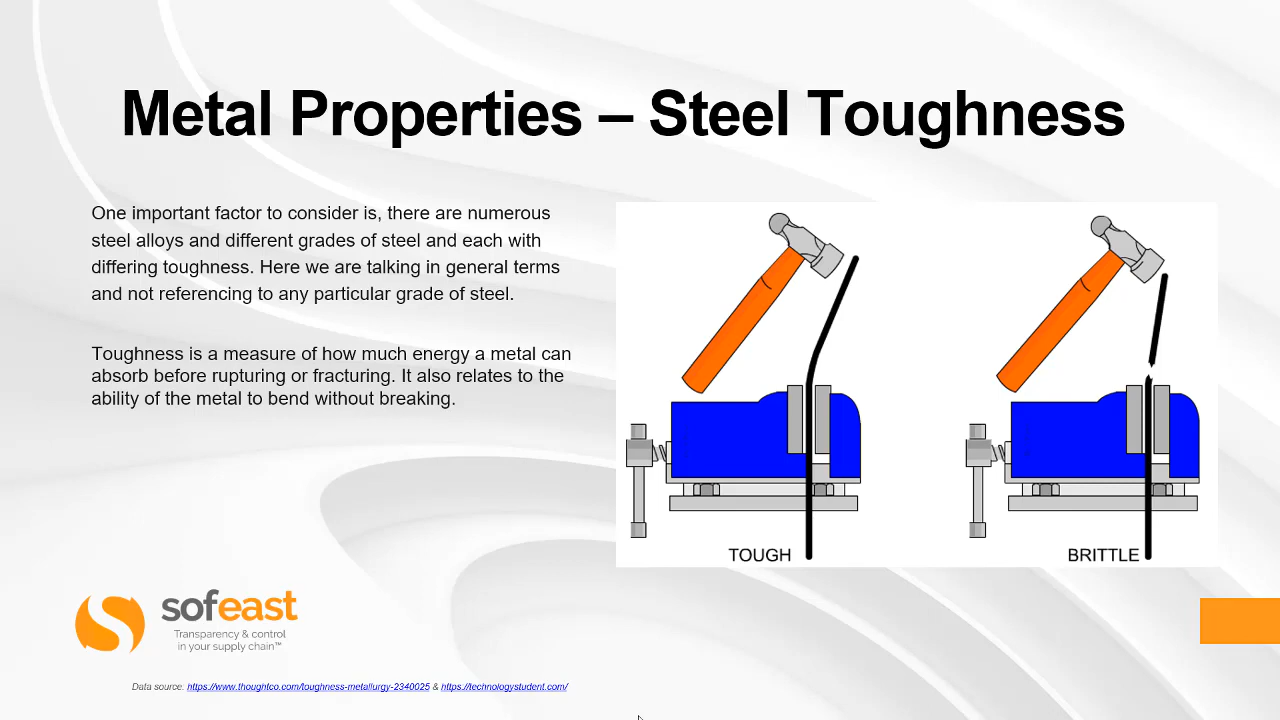 Metal Properties – Steel Toughness
One important factor to consider is, there are numerous
steel alloys and different grades of steel and each with
differing toughness. Here we are talking in general terms
and not referencing to any particular grade of steel.
Toughness is a measure of how much energy a metal can
absorb before rupturing or fracturing. It also relates to the
ability of the metal to bend without breaking.
TOUGH
BRITTLE
sofeast
Transparency & control
in your supply chain™
Data source: https://www.thoughtco.com/toughness-metallurgy-2340025 & https://technologystudent.com/